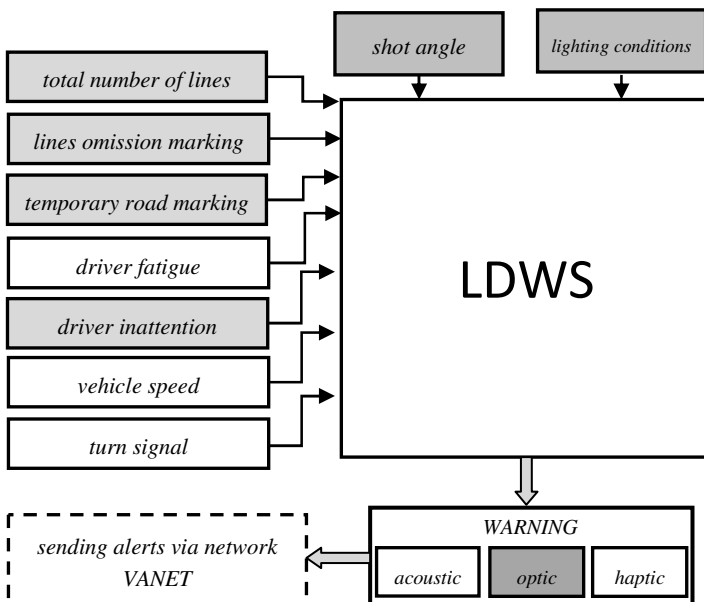 shot angle
lighting conditions
total number of lines
lines omission marking
temporary road marking
driver fatigue
driver inattention
vehicle speed
turn signal
LDWS
WARNING
acoustic
optic
haptic
sending alerts via network
VANET